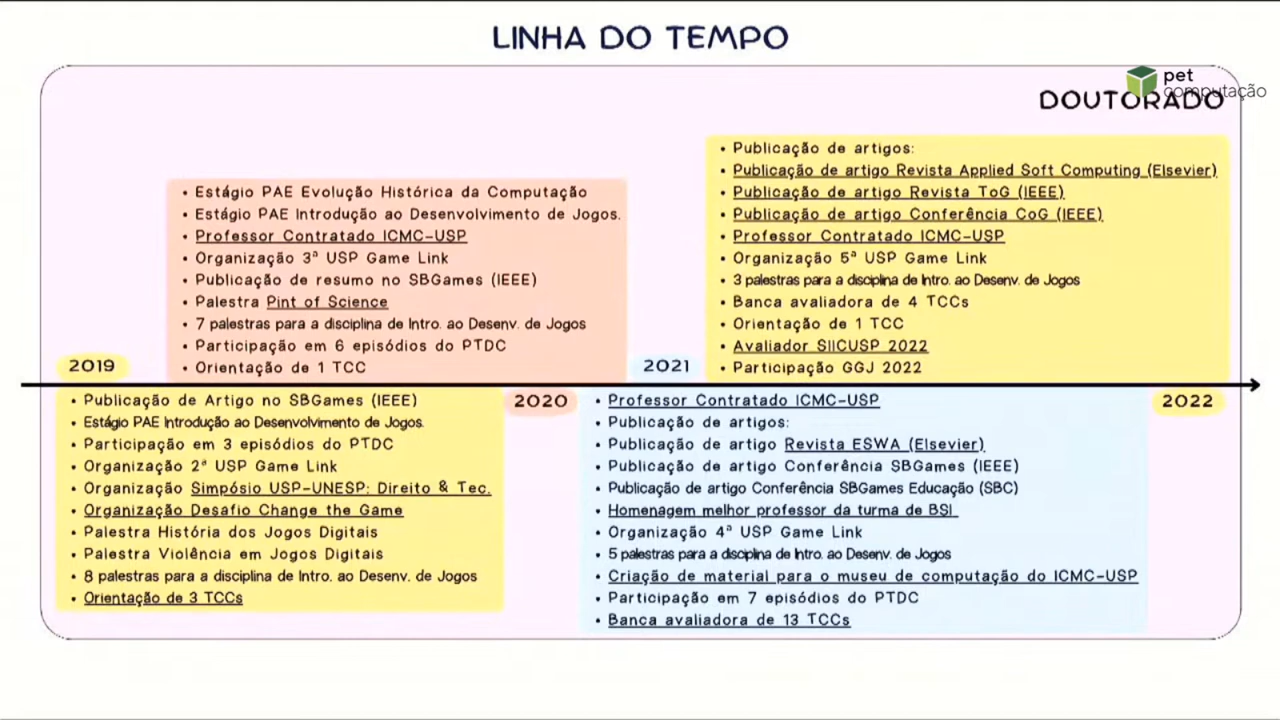 LINHA DO TEMPO
pet
computação
DOUTORADO
2019
• Publicação de Artigo no SBGames (IEEE)
• Estágio PAE Introdução ao Desenvolvimento de Jogos.
• Participação em 3 episódios do PTDC
• Organização 2ª USP Game Link
• Organização Simpósio USP-UNESP: Direito & Tec.
• Organização Desafio Change the Game
• Palestra História dos Jogos Digitais
• Palestra Violência em Jogos Digitais
• 8 palestras para a disciplina de Intro. ao Desenv. de Jogos
• Orientação de 3 TCCs
• Estágio PAE Evolução Histórica da Computação
• Estágio PAE Introdução ao Desenvolvimento de Jogos.
• Professor Contratado ICMC-USP
• Organização 3ª USP Game Link
• Publicação de resumo no SBGames (IEEE)
• Palestra Pint of Science
• 7 palestras para a disciplina de Intro. ao Desenv. de Jogos
• Participação em 6 episódios do PTDC
• Orientação de 1 TCC
2020
2021
• Professor Contratado ICMC-USP
• Publicação de artigos:
• Publicação de artigo Revista ESWA (Elsevier)
• Publicação de artigo Conferência SBGames (IEEE)
• Publicação de artigo Conferência SBGames Educação (SBC)
• Homenagem melhor professor da turma de BSI
• Organização 4ª USP Game Link
• 5 palestras para a disciplina de Intro. ao Desenv. de Jogos
• Criação de material para o museu de computação do ICMC-USP
• Participação em 7 episódios do PTDC
• Banca avaliadora de 13 TCCs
• Publicação de artigos:
• Publicação de artigo Revista Applied Soft Computing (Elsevier)
• Publicação de artigo Revista ToG (IEEE)
• Publicação de artigo Conferência CoG (IEEE)
• Professor Contratado ICMC-USP
• Organização 5ª USP Game Link
• 3 palestras para a disciplina de Intro. ao Desenv. de Jogos
• Banca avaliadora de 4 TCCs
• Orientação de 1 TCC
• Avaliador SIICUSP 2022
• Participação GGJ 2022
2022